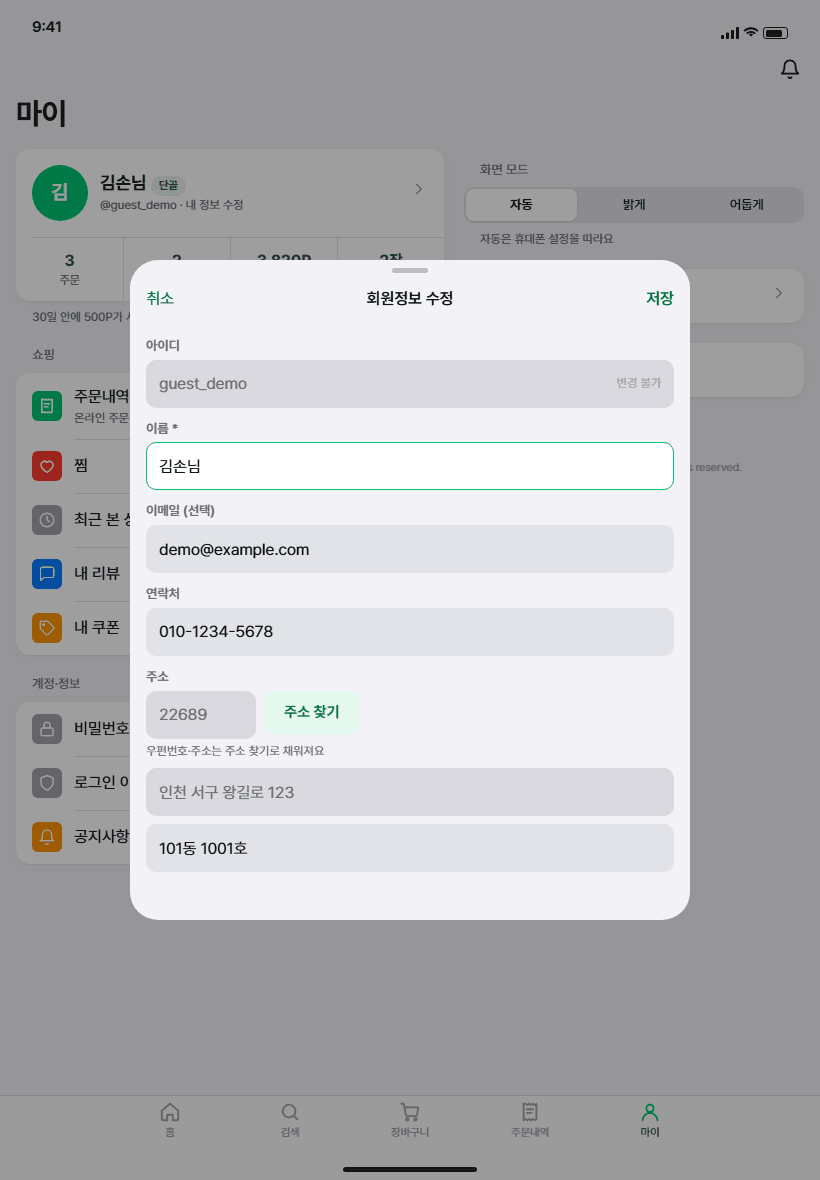 9:41
마이
김
김손님 단골
@guest_demo · 내 정보 수정
3
주문
30일 안에 500P가
쇼핑
주문내역
온라인 주문
찜
최근 본
내 리뷰
내 쿠폰
계정·정보
비밀번호
로그인
공지사항
화면 모드
자동 밝게 어둡게
자동은 휴대폰 설정을 따라요
s reserved.
취소 회원정보 수정 저장
아이디
guest_demo 변경 불가
이름 *
김손님
이메일 (선택)
demo@example.com
연락처
010-1234-5678
주소
22689 주소 찾기
우편번호·주소는 주소 찾기로 채워져요
인천 서구 왕길로 123
101동 1001호
홈 검색 장바구니 주문내역 마이